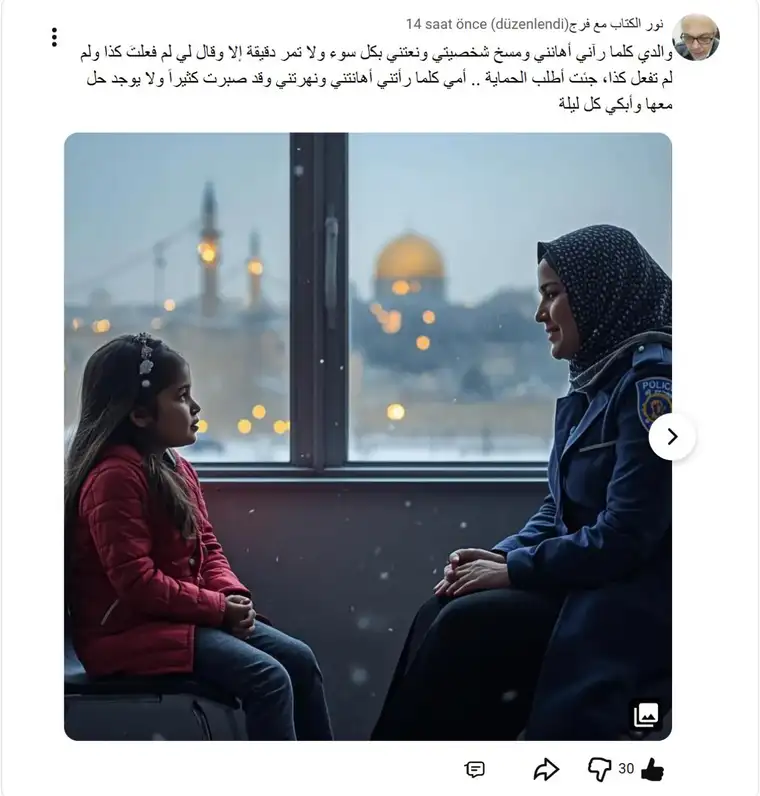 نور الكتاب مع فرج(düzenlendi) 14 saat önce
والدي كلما رآني أهانني ومسخ شخصيتي ونعتني بكل سوء ولا تمر دقيقة إلا وقال لي لم فعلتَ كذا ولم
لم تفعل كذا، جئت أطلب الحماية .. أمي كلما رأتني أهانتني ونهرتني وقد صبرت كثيراً ولا يوجد حل
معها وأبكي كل ليلة
POLICE
30